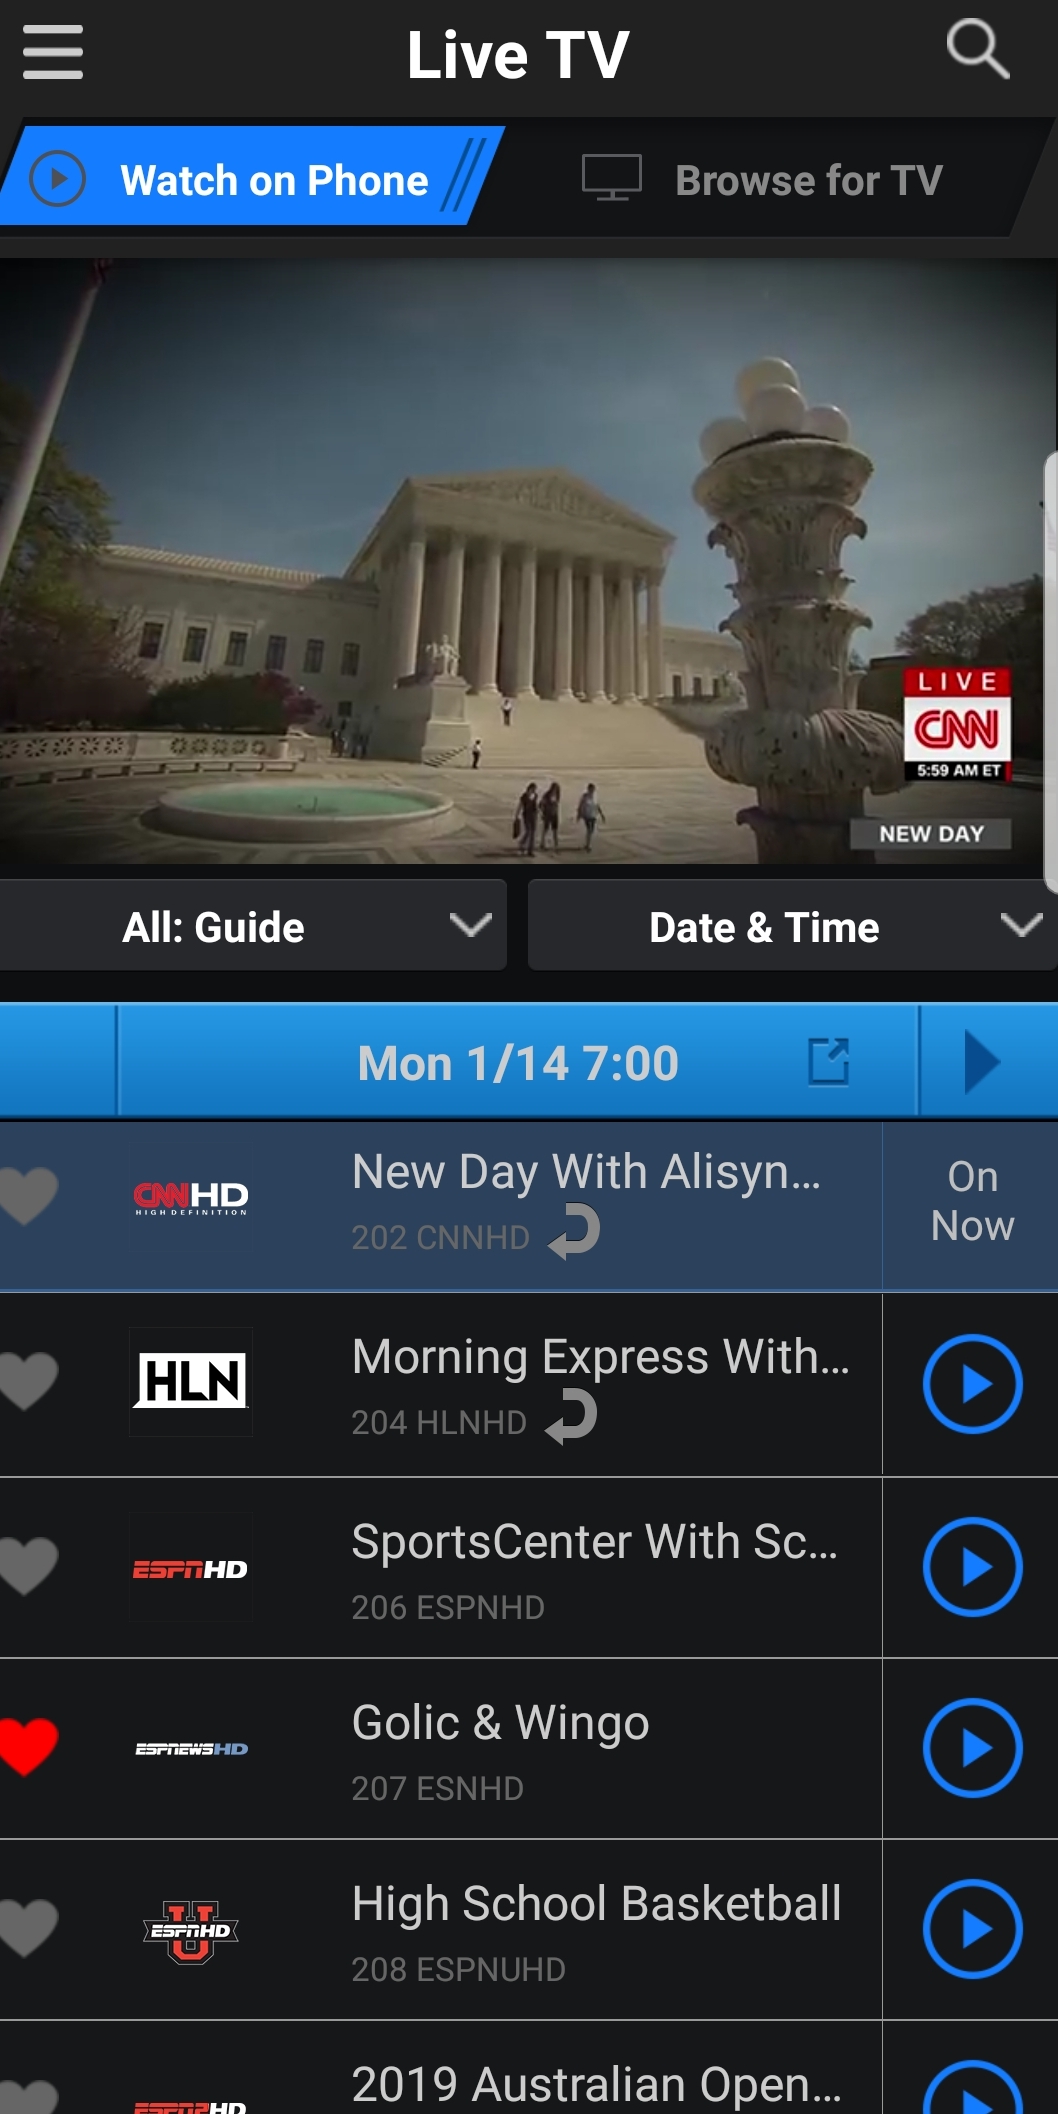 Live TV
Watch on Phone
Browse for TV
LIVE
CNN
5:59 AM ET
NEW DAY
All: Guide
Date & Time
Mon 1/14 7:00
CNNHD
HIGH DEFINITION
New Day With Alisyn...
202 CNNHD
On
Now
HLN
Morning Express With...
204 HLNHD
ESPNHD
SportsCenter With Sc...
206 ESPNHD
ESPNEWSHD
Golic & Wingo
207 ESNHD
U
ESPNHD
High School Basketball
208 ESPNUHD
2019 Australian Open...
ESPN2HD